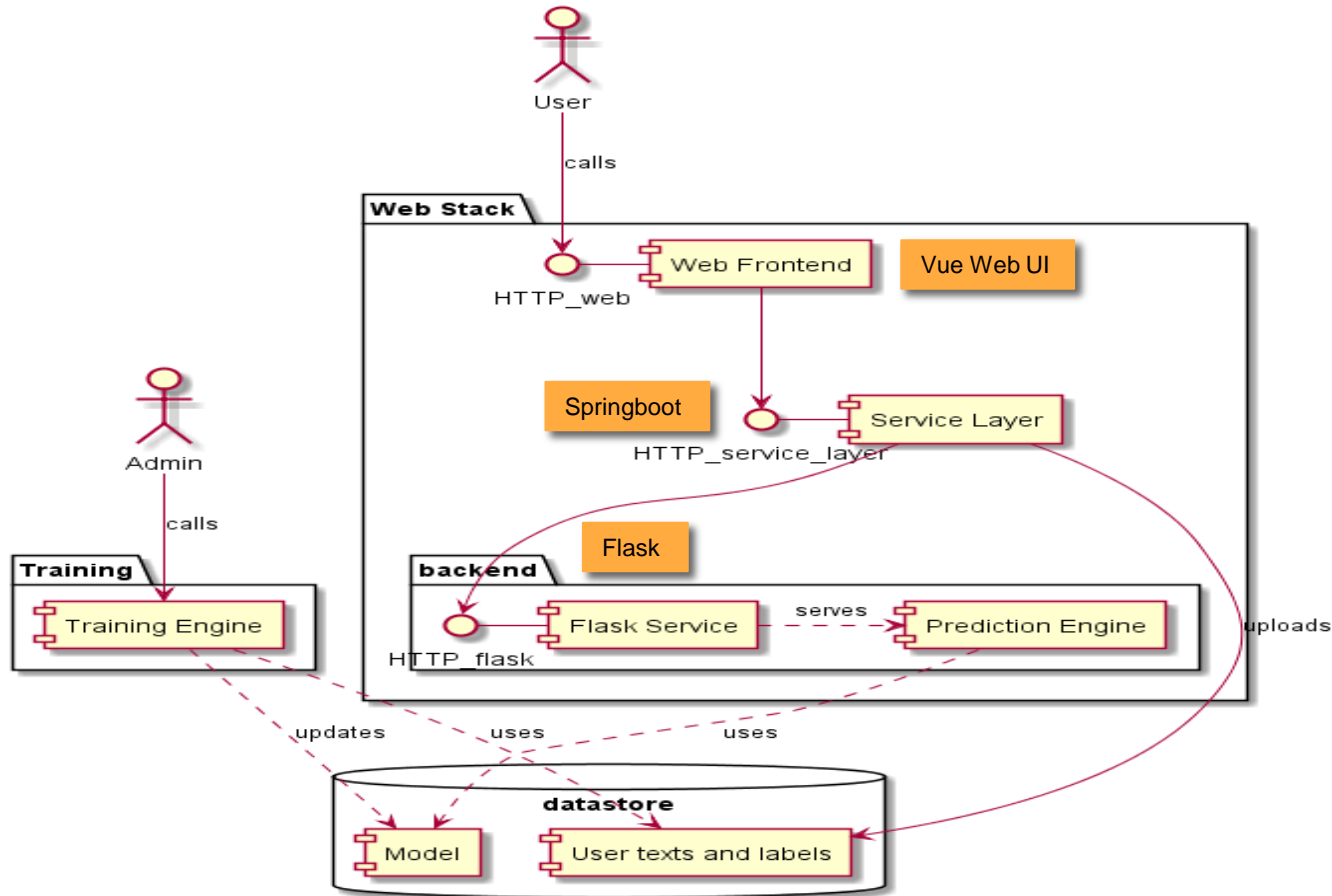 User
calls
Web Stack
Web Frontend
Vue Web UI
HTTP_web
Springboot
Service Layer
HTTP_service_layer
Admin
calls
Flask
Training
backend
Training Engine
Flask Service
serves
Prediction Engine
uploads
HTTP_flask
updates
uses
uses
datastore
Model
User texts and labels